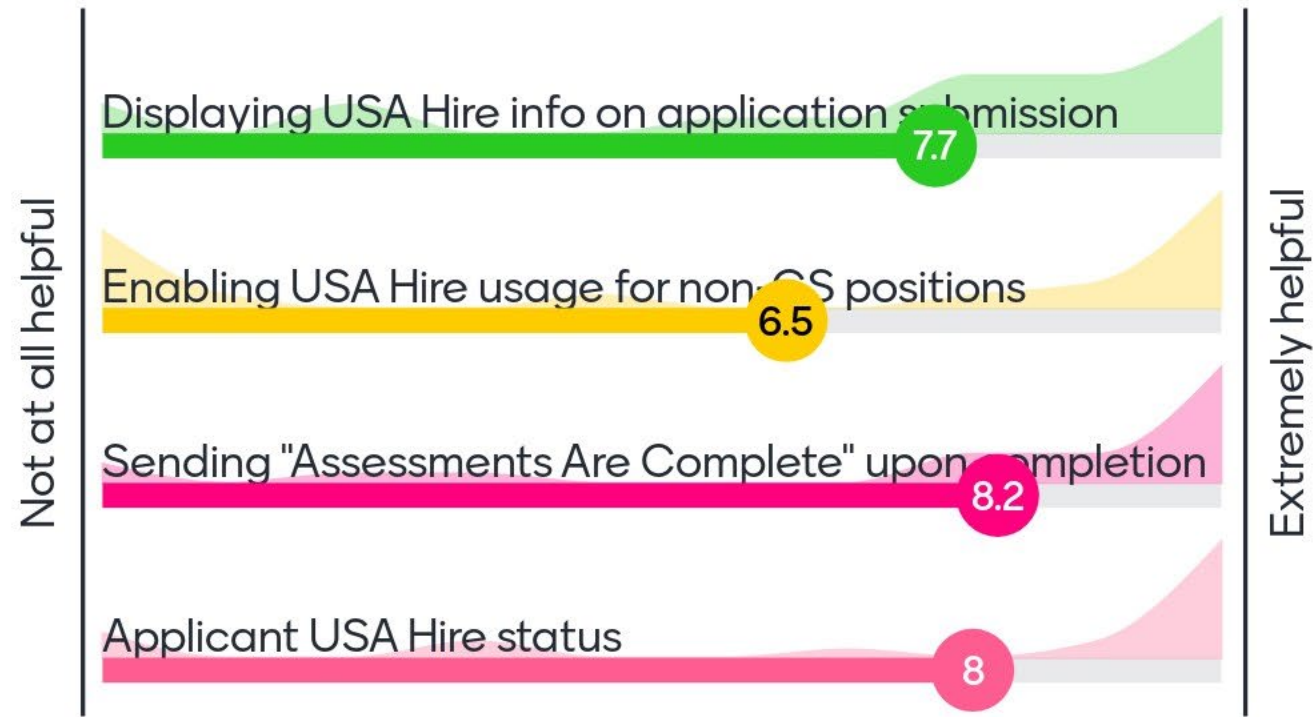 Not at all helpful
Displaying USA Hire info on application submission
7.7
Enabling USA Hire usage for non-GS positions
6.5
Sending "Assessments Are Complete" upon completion
8.2
Applicant USA Hire status
8
Extremely helpful